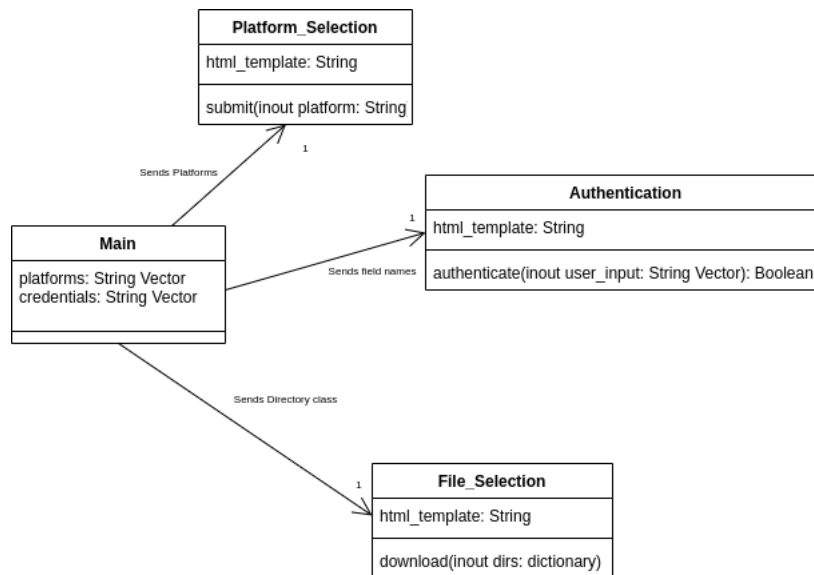 Platform_Selection
html_template: String
submit(inout platform: String
1
Sends Platforms
Authentication
html_template: String
authenticate(inout user_input: String Vector): Boolean
1
Sends field names
Main
platforms: String Vector
credentials: String Vector
Sends Directory class
1
File_Selection
html_template: String
download(inout dirs: dictionary)